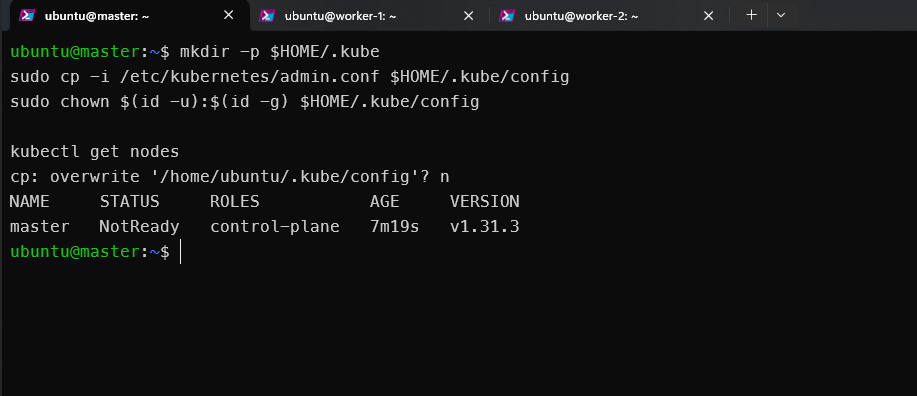 ubuntu@master: ~
ubuntu@worker-1: ~
ubuntu@worker-2: ~
ubuntu@master:~$ mkdir -p $HOME/.kube
sudo cp -i /etc/kubernetes/admin.conf $HOME/.kube/config
sudo chown $(id -u):$(id -g) $HOME/.kube/config
kubectl get nodes
cp: overwrite '/home/ubuntu/.kube/config'? n
NAME     STATUS     ROLES           AGE     VERSION
master   NotReady   control-plane   7m19s   v1.31.3
ubuntu@master:~$